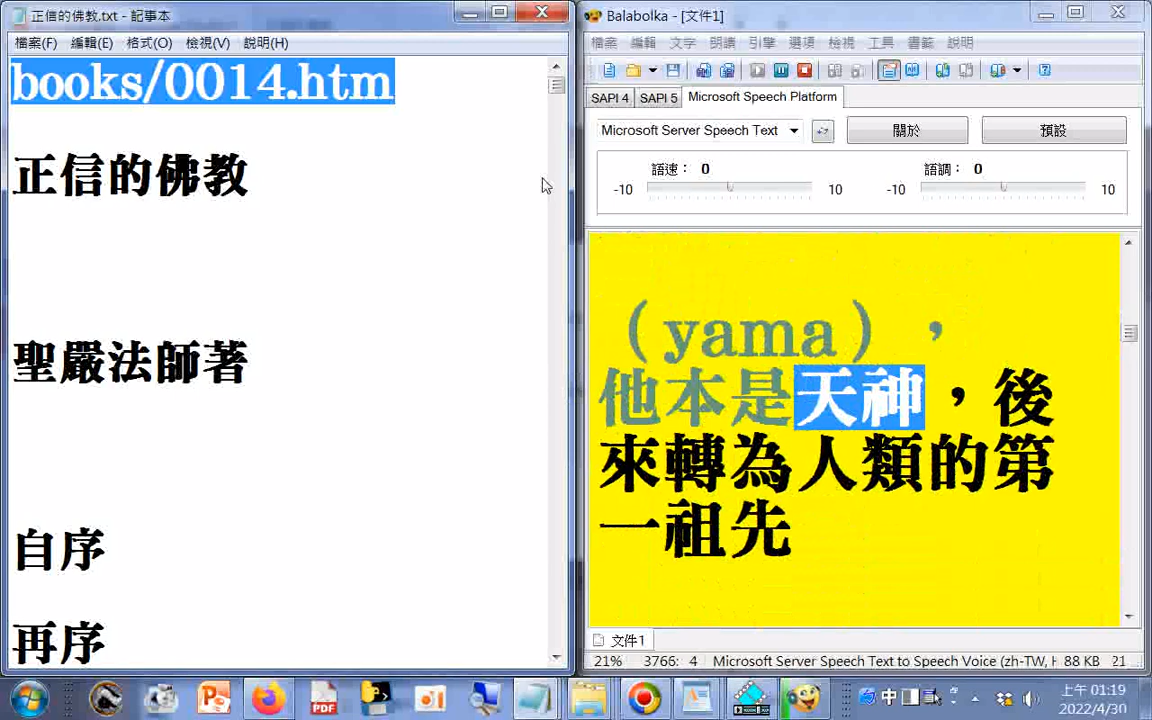 正信的佛教.txt - 記事本
檔案(F) 編輯(E) 格式(O) 檢視(V) 說明(H)
books/0014.htm
正信的佛教
聖嚴法師著
自序
再序
Balabolka - [文件1]
檔案 編輯 文字 朗讀 引擎 選項 檢視 工具 書籤 說明
SAPI 4 SAPI 5 Microsoft Speech Platform
Microsoft Server Speech Text 關於 預設
語速： 0 語調： 0
-10 10 -10 10
（yama），
他本是天神，後
來轉為人類的第
一祖先
文件1
21% 3766: 4 Microsoft Server Speech Text to Speech Voice (zh-TW, H 88 KB 21
PDF 中 上午 01:19
2022/4/30